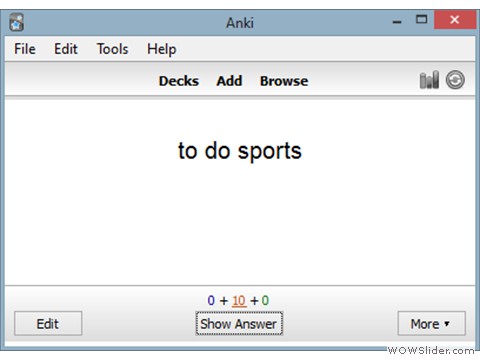 Anki
File Edit Tools Help
Decks Add Browse
to do sports
0 + 10 + 0
Edit Show Answer More ▾
WOWSlider.com